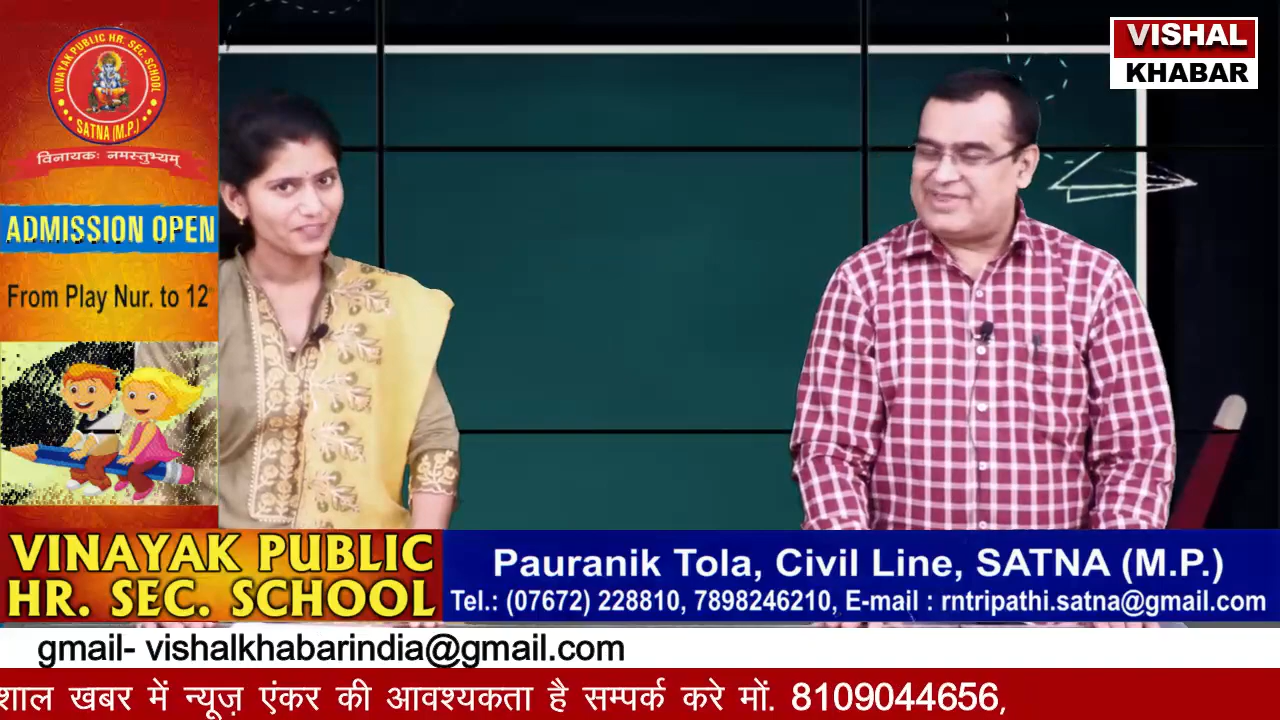 VINAYAK PUBLIC HR. SEC. SCHOOL
SATNA (M.P.)
विनायकः नमस्तुभ्यम्
ADMISSION OPEN
From Play Nur. to 12
VISHAL
KHABAR
VINAYAK PUBLIC
HR. SEC. SCHOOL
Pauranik Tola, Civil Line, SATNA (M.P.)
Tel.: (07672) 228810, 7898246210, E-mail : rntripathi.satna@gmail.com
gmail- vishalkhabarindia@gmail.com
शाल खबर में न्यूज़ एंकर की आवश्यकता है सम्पर्क करे मों. 8109044656,